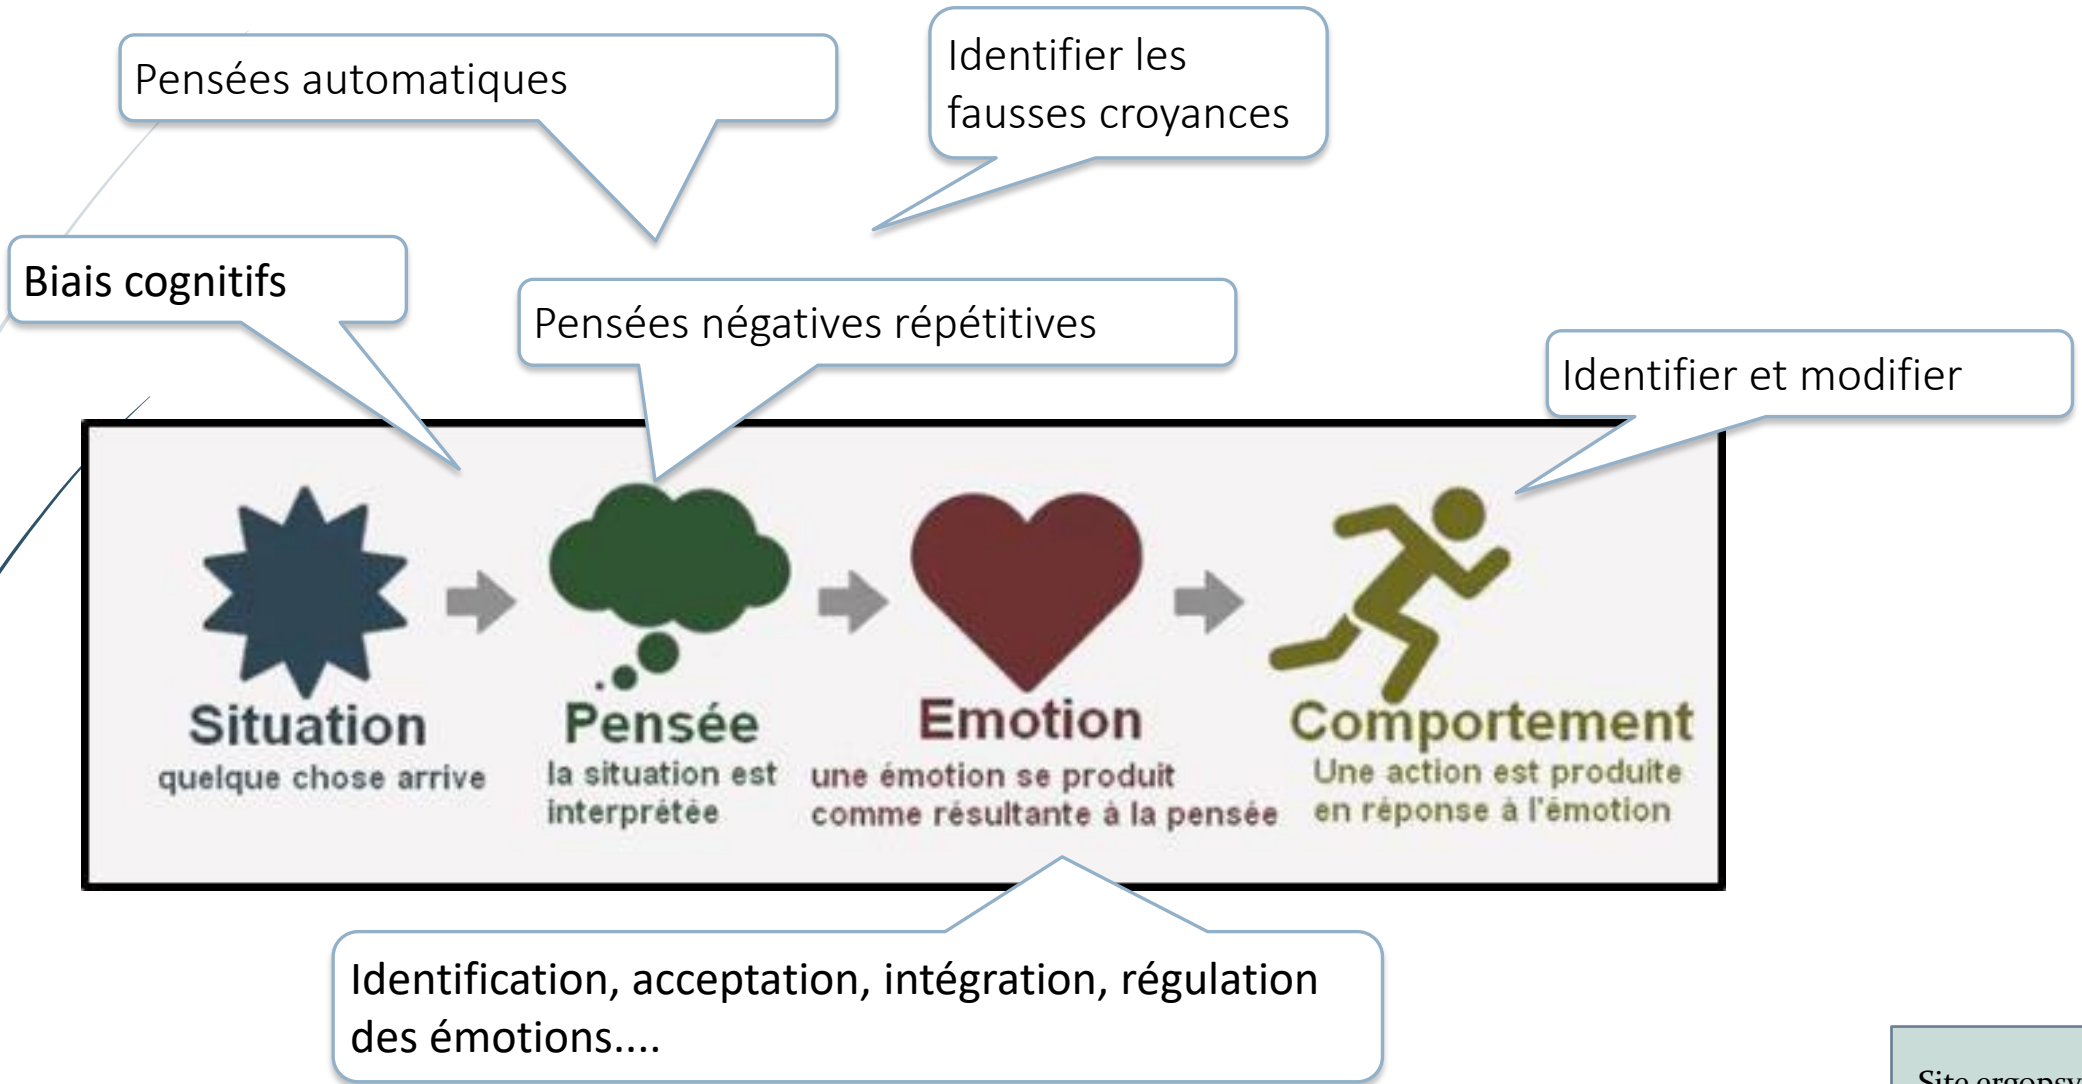 Pensées automatiques
Identifier les
fausses croyances
Biais cognitifs
Pensées négatives répétitives
Identifier et modifier
Situation
quelque chose arrive
Pensée
la situation est
interprétée
Emotion
une émotion se produit
comme résultante à la pensée
Comportement
Une action est produite
en réponse à l'émotion
Identification, acceptation, intégration, régulation
des émotions....
Site ergopsy